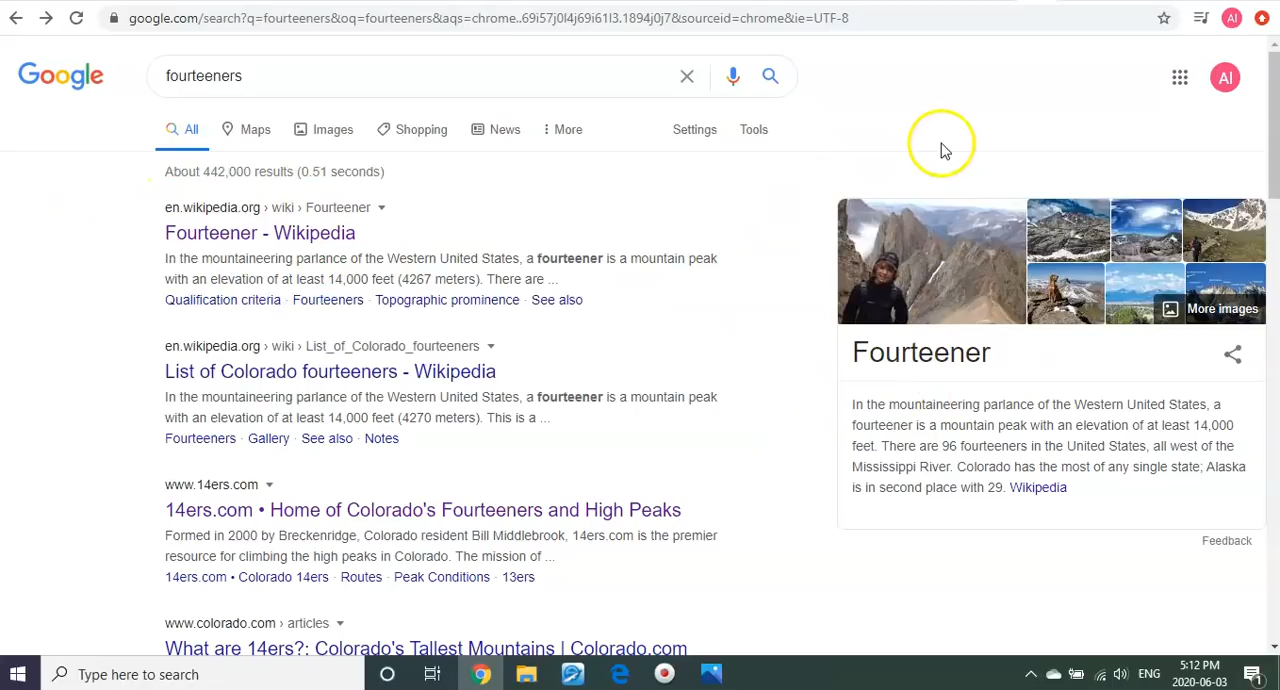 google.com/search?q=fourteeners&oq=fourteeners&aqs=chrome..69i57j0l4j69i61l3.1894j0j7&sourceid=chrome&ie=UTF-8
AI
Google
fourteeners
AI
All
Maps
Images
Shopping
News
More
Settings
Tools
About 442,000 results (0.51 seconds)
en.wikipedia.org › wiki › Fourteener
Fourteener - Wikipedia
In the mountaineering parlance of the Western United States, a fourteener is a mountain peak
with an elevation of at least 14,000 feet (4267 meters). There are ...
Qualification criteria · Fourteeners · Topographic prominence · See also
en.wikipedia.org › wiki › List_of_Colorado_fourteeners
List of Colorado fourteeners - Wikipedia
In the mountaineering parlance of the Western United States, a fourteener is a mountain peak
with an elevation of at least 14,000 feet (4270 meters). This is a ...
Fourteeners · Gallery · See also · Notes
www.14ers.com
14ers.com • Home of Colorado's Fourteeners and High Peaks
Formed in 2000 by Breckenridge, Colorado resident Bill Middlebrook, 14ers.com is the premier
resource for climbing the high peaks in Colorado. The mission of ...
14ers.com • Colorado 14ers · Routes · Peak Conditions · 13ers
www.colorado.com › articles
What are 14ers?: Colorado's Tallest Mountains | Colorado.com
More images
Fourteener
In the mountaineering parlance of the Western United States, a
fourteener is a mountain peak with an elevation of at least 14,000
feet. There are 96 fourteeners in the United States, all west of the
Mississippi River. Colorado has the most of any single state; Alaska
is in second place with 29. Wikipedia
Feedback
Type here to search
ENG
5:12 PM
2020-06-03
1